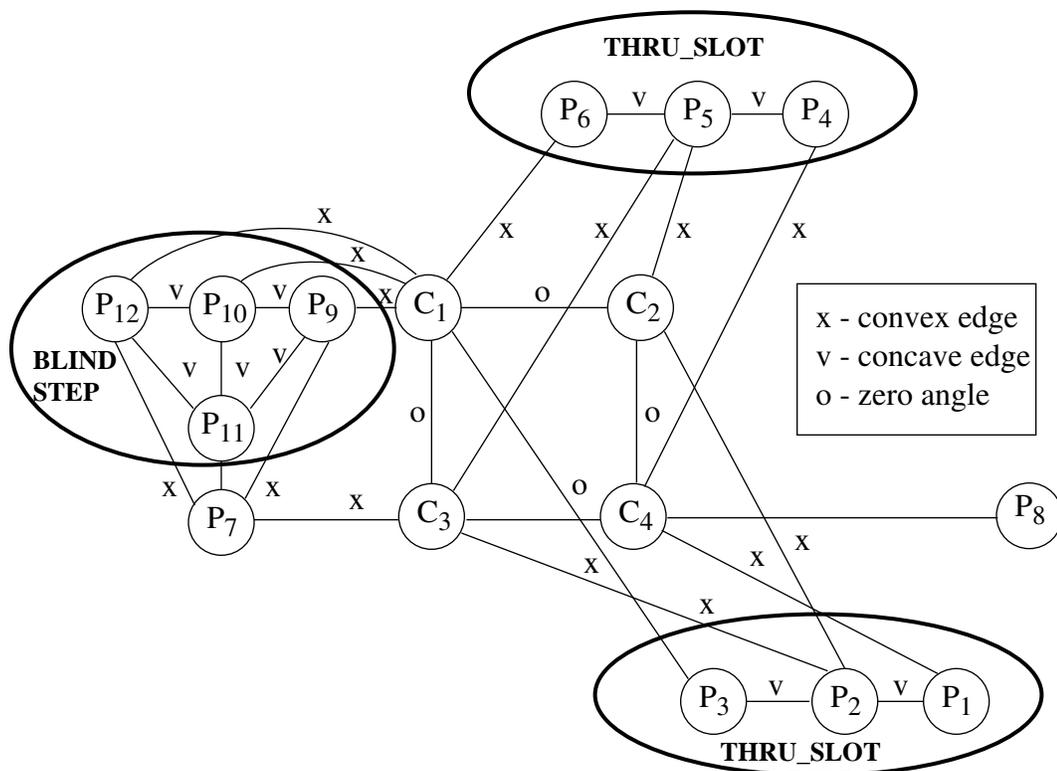 THRU_SLOT
v v
P6 P5 P4
x
x x x x
x
v v x o
P12 P10 P9 C1 C2
x - convex edge
v - concave edge
o - zero angle
BLIND
STEP
v v v
o o
P11
x x x o
P7 C3 C4 P8
x x x
x
v v
P3 P2 P1
THRU_SLOT